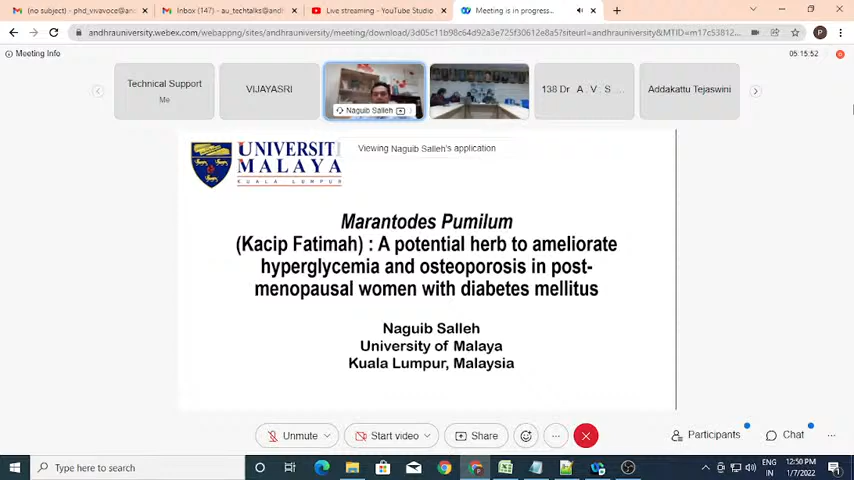 (no subject) - phd_vivavoce@an
Inbox (147) - au_techtalks@andh
Live streaming - YouTube Studio
Meeting is in progress...
andhrauniversity.webex.com/webappng/sites/andhrauniversity/meeting/download/3d05c11b98c64d92a3e725f30612e8a5?siteurl=andhrauniversity&MTID=m17c53812...
P
Meeting Info
05:15:52
Technical Support
Me
VIJAYASRI
Naguib Salleh
138 Dr A . V : S ...
Addakattu Tejaswini
UNIVERSITI
MALAYA
KUALA LUMPUR
Viewing Naguib Salleh's application
Marantodes Pumilum
(Kacip Fatimah) : A potential herb to ameliorate
hyperglycemia and osteoporosis in post-
menopausal women with diabetes mellitus
Naguib Salleh
University of Malaya
Kuala Lumpur, Malaysia
Unmute
Start video
Share
Participants
Chat
Type here to search
ENG
IN
12:50 PM
1/7/2022